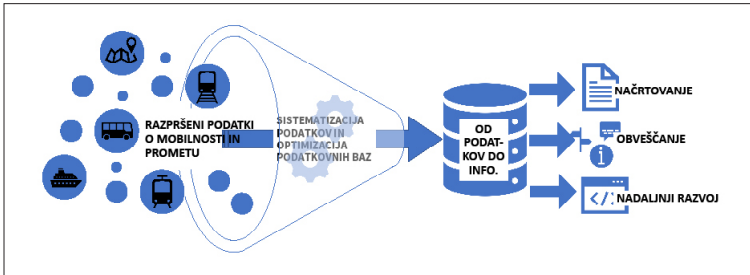 RAZPRŠENI PODATKI
O MOBILNOSTI IN
PROMETU
SISTEMATIZACIJA
PODATKOV IN
OPTIMIZACIJA
PODATKOVNIH BAZ
OD
PODAT-
KOV DO
INFO.
NAČRTOVANJE
OBVEŠČANJE
NADALJNJI RAZVOJ